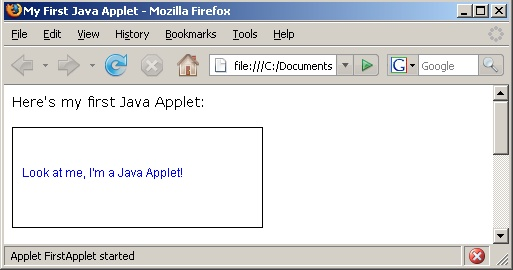 My First Java Applet - Mozilla Firefox
File Edit View History Bookmarks Tools Help
file:///C:/Documents G Google
Here's my first Java Applet:
Look at me, I'm a Java Applet!
Applet FirstApplet started